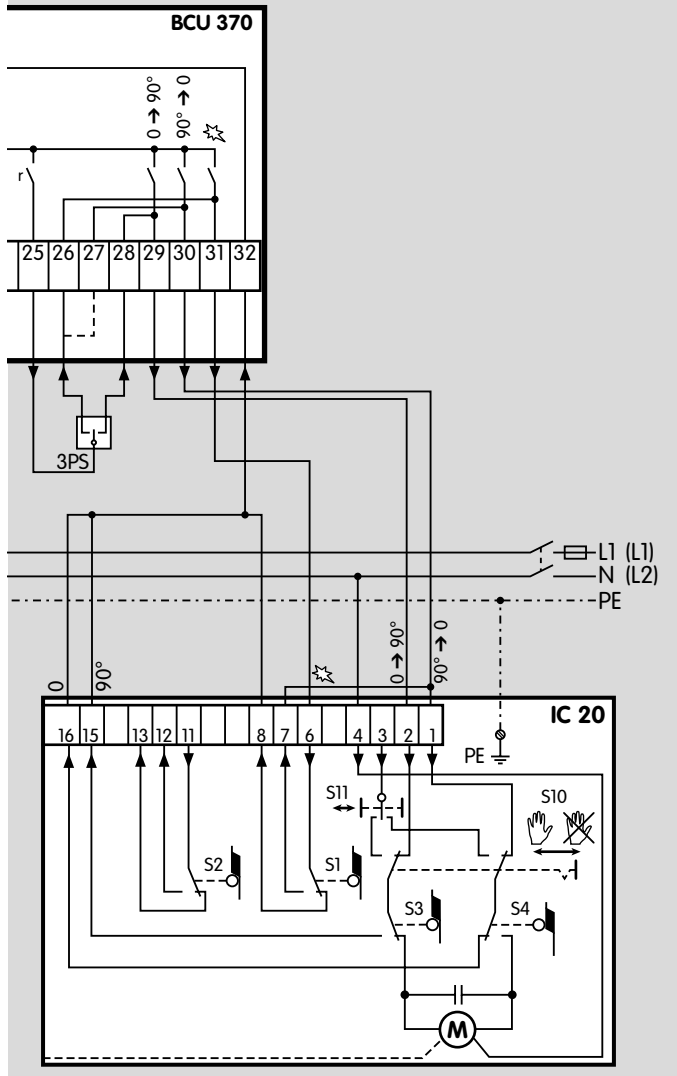 BCU 370
0 → 90°
90° → 0
r
25 26 27 28 29 30 31 32
3PS
L1 (L1)
N (L2)
PE
0
90°
0 → 90°
90° → 0
IC 20
16 15 13 12 11 8 7 6 4 3 2 1
PE
S11
S10
S2
S1
S3
S4
M